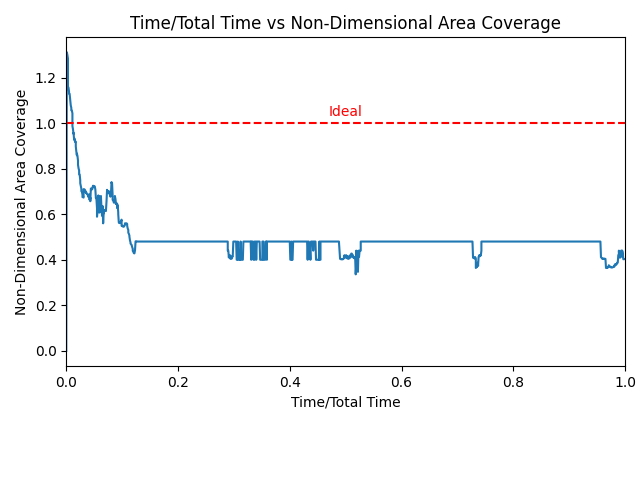 Time/Total Time vs Non-Dimensional Area Coverage
Non-Dimensional Area Coverage
1.2
1.0
0.8
0.6
0.4
0.2
0.0
Ideal
0.0 0.2 0.4 0.6 0.8 1.0
Time/Total Time